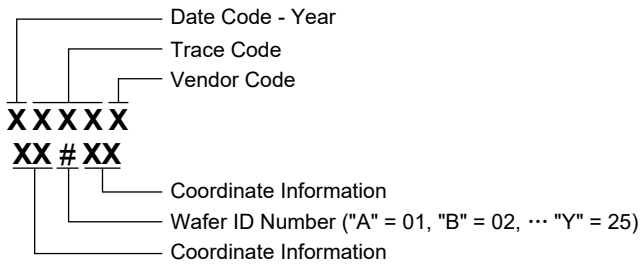 Date Code - Year
Trace Code
Vendor Code
X X X X X
XX # XX
Coordinate Information
Wafer ID Number ("A" = 01, "B" = 02, ··· "Y" = 25)
Coordinate Information